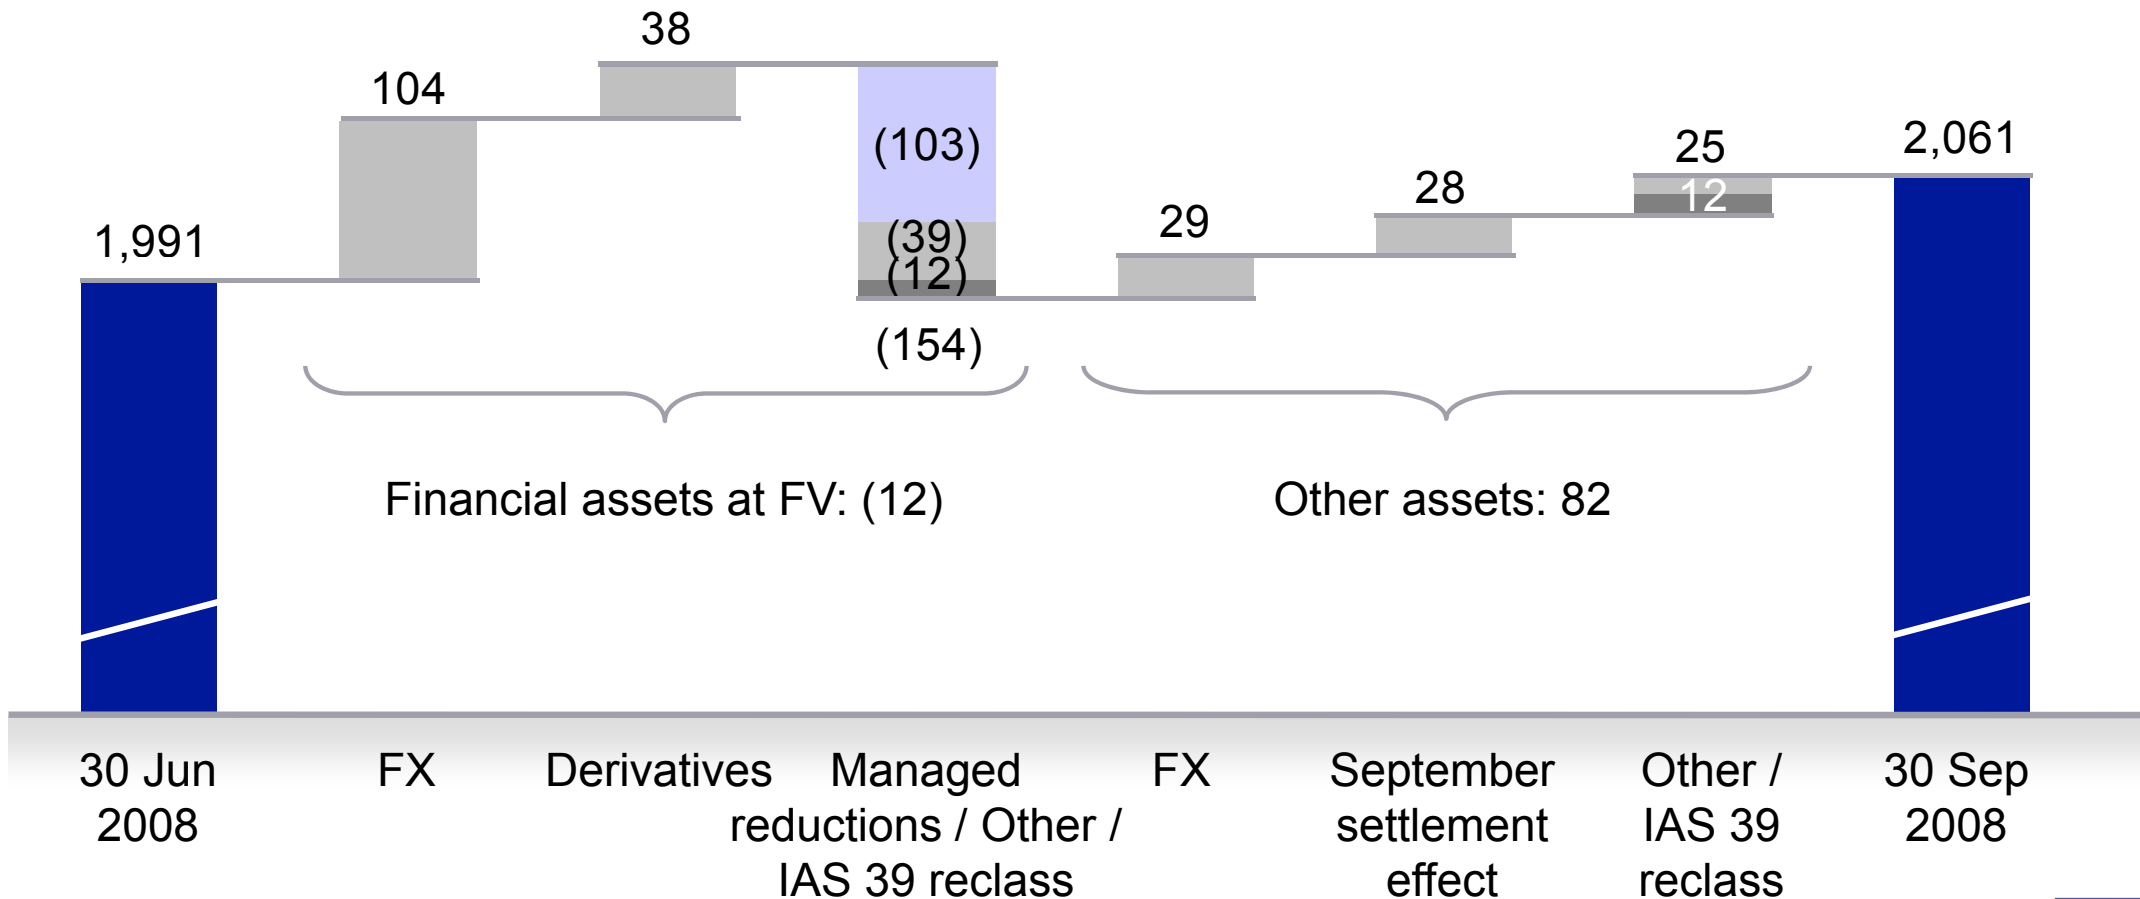 38
104
(103)
25
2,061
12
28
29
(39)
1,991
(12)
(154)
Financial assets at FV: (12)
Other assets: 82
30 Jun
2008
FX
Derivatives
Managed
reductions / Other /
IAS 39 reclass
FX
September
settlement
effect
Other /
IAS 39
reclass
30 Sep
2008